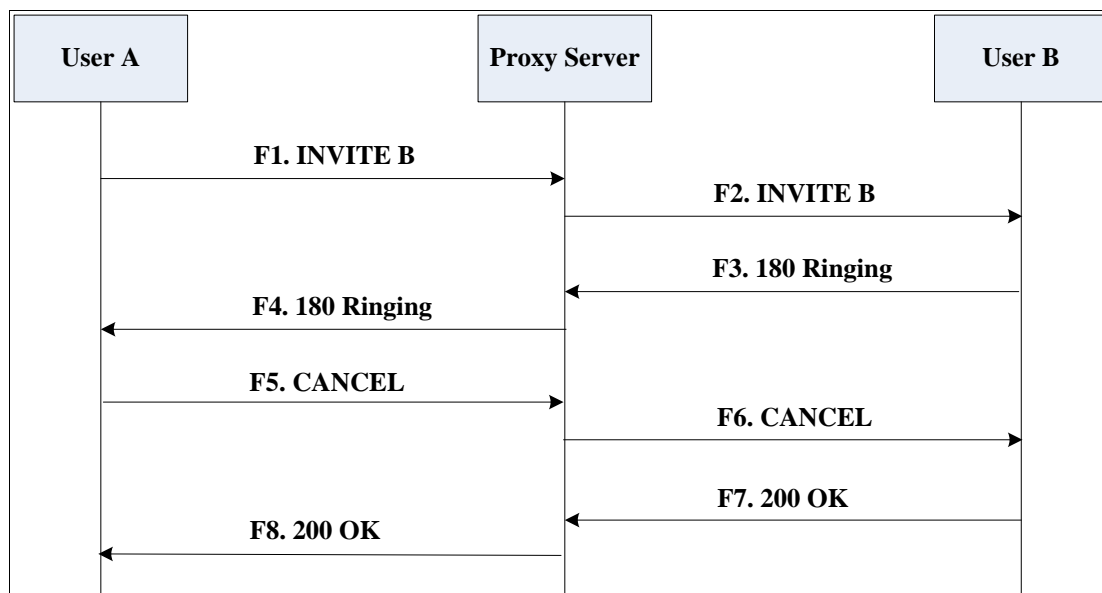 User A
Proxy Server
User B
F1. INVITE B
F2. INVITE B
F3. 180 Ringing
F4. 180 Ringing
F5. CANCEL
F6. CANCEL
F7. 200 OK
F8. 200 OK